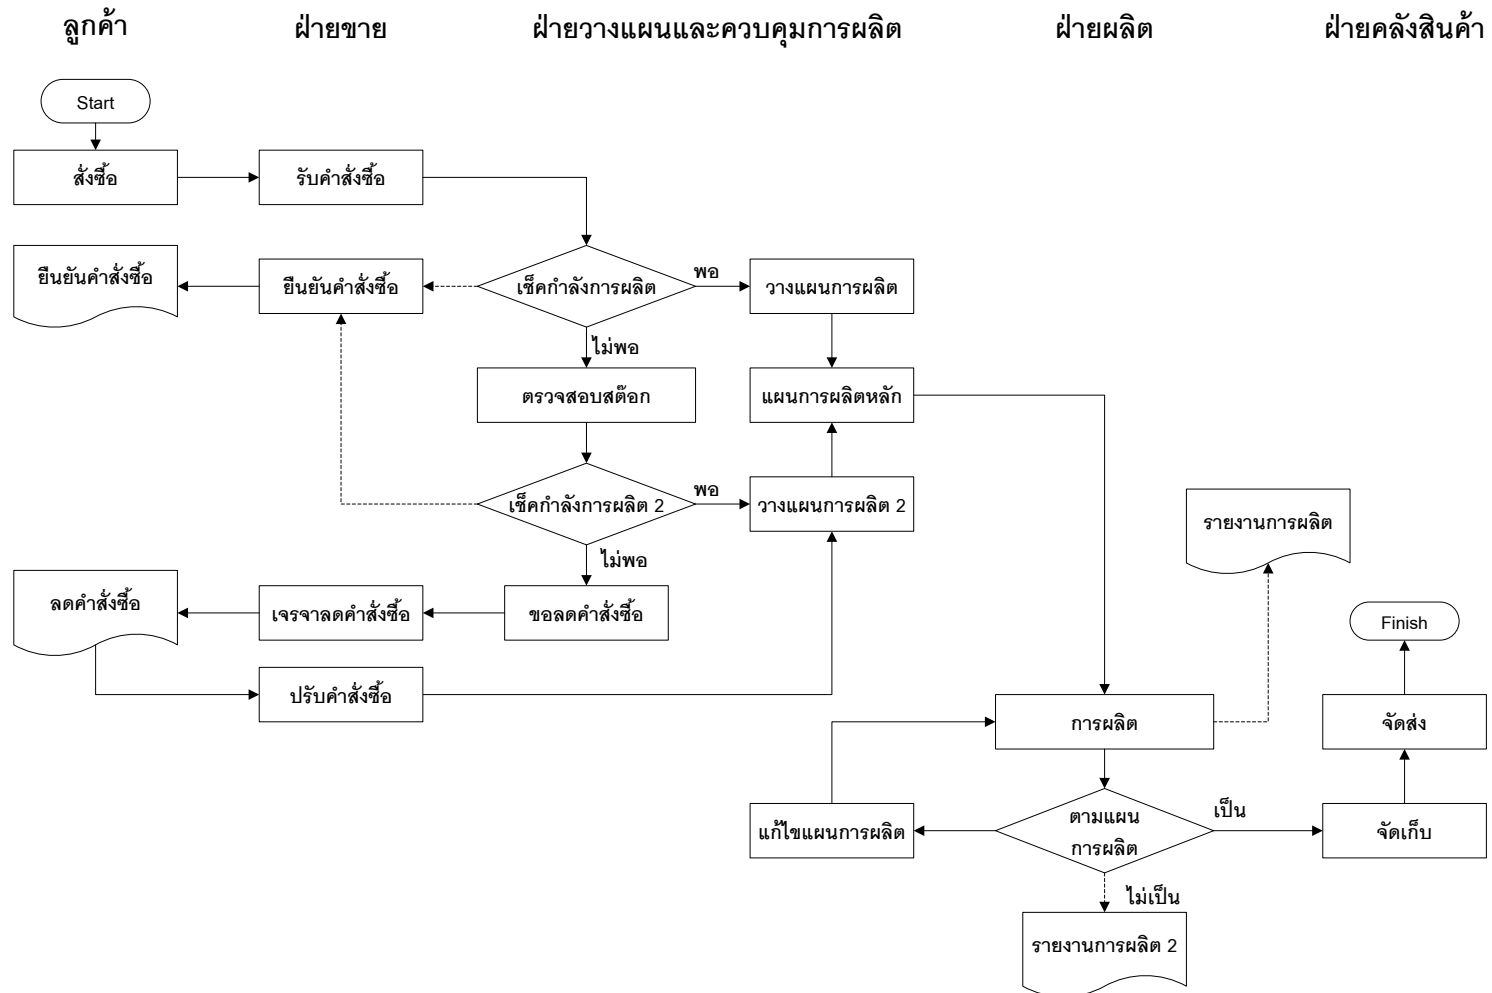 ลูกค้า
ฝ่ายขาย
ฝ่ายวางแผนและควบคุมการผลิต
ฝ่ายผลิต
ฝ่ายคลังสินค้า
Start
สั่งซื้อ
รับคำสั่งซื้อ
ยืนยันคำสั่งซื้อ
ยืนยันคำสั่งซื้อ
เช็คกำลังการผลิต
พอ
วางแผนการผลิต
ไม่พอ
ตรวจสอบสต๊อก
แผนการผลิตหลัก
เช็คกำลังการผลิต 2
พอ
วางแผนการผลิต 2
รายงานการผลิต
ไม่พอ
ลดคำสั่งซื้อ
เจรจาลดคำสั่งซื้อ
ขอลดคำสั่งซื้อ
Finish
ปรับคำสั่งซื้อ
การผลิต
จัดส่ง
แก้ไขแผนการผลิต
ตามแผน
การผลิต
เป็น
จัดเก็บ
ไม่เป็น
รายงานการผลิต 2